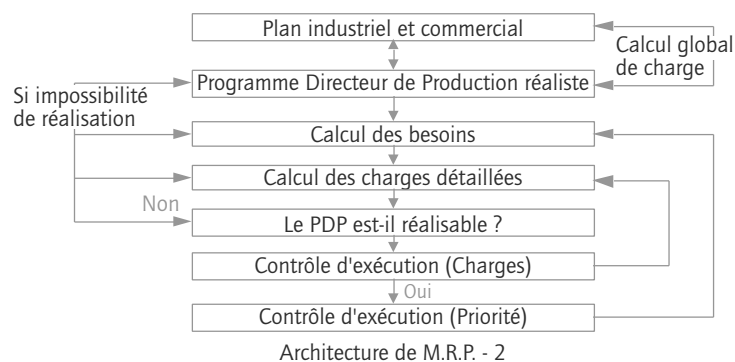 Plan industriel et commercial
Calcul global
de charge
Programme Directeur de Production réaliste
Si impossibilité
de réalisation
Calcul des besoins
Calcul des charges détaillées
Non
Le PDP est-il réalisable ?
Contrôle d'exécution (Charges)
Oui
Contrôle d'exécution (Priorité)
Architecture de M.R.P. - 2